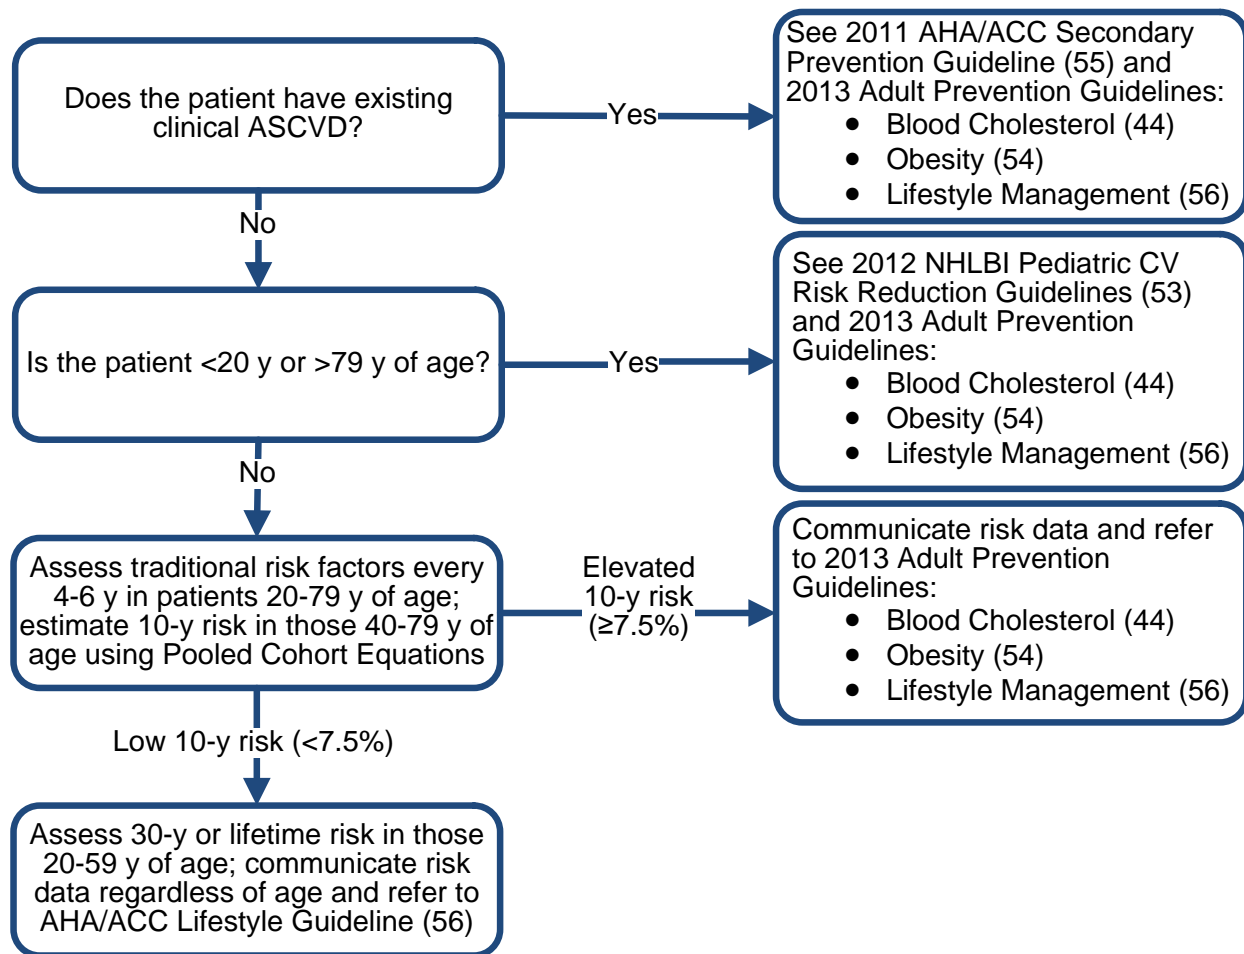 Does the patient have existing
clinical ASCVD?
Yes
See 2011 AHA/ACC Secondary
Prevention Guideline (55) and
2013 Adult Prevention Guidelines:
● Blood Cholesterol (44)
● Obesity (54)
● Lifestyle Management (56)
No
Is the patient <20 y or >79 y of age?
Yes
See 2012 NHLBI Pediatric CV
Risk Reduction Guidelines (53)
and 2013 Adult Prevention
Guidelines:
● Blood Cholesterol (44)
● Obesity (54)
● Lifestyle Management (56)
No
Assess traditional risk factors every
4-6 y in patients 20-79 y of age;
estimate 10-y risk in those 40-79 y of
age using Pooled Cohort Equations
Elevated
10-y risk
(≥7.5%)
Communicate risk data and refer
to 2013 Adult Prevention
Guidelines:
● Blood Cholesterol (44)
● Obesity (54)
● Lifestyle Management (56)
Low 10-y risk (<7.5%)
Assess 30-y or lifetime risk in those
20-59 y of age; communicate risk
data regardless of age and refer to
AHA/ACC Lifestyle Guideline (56)